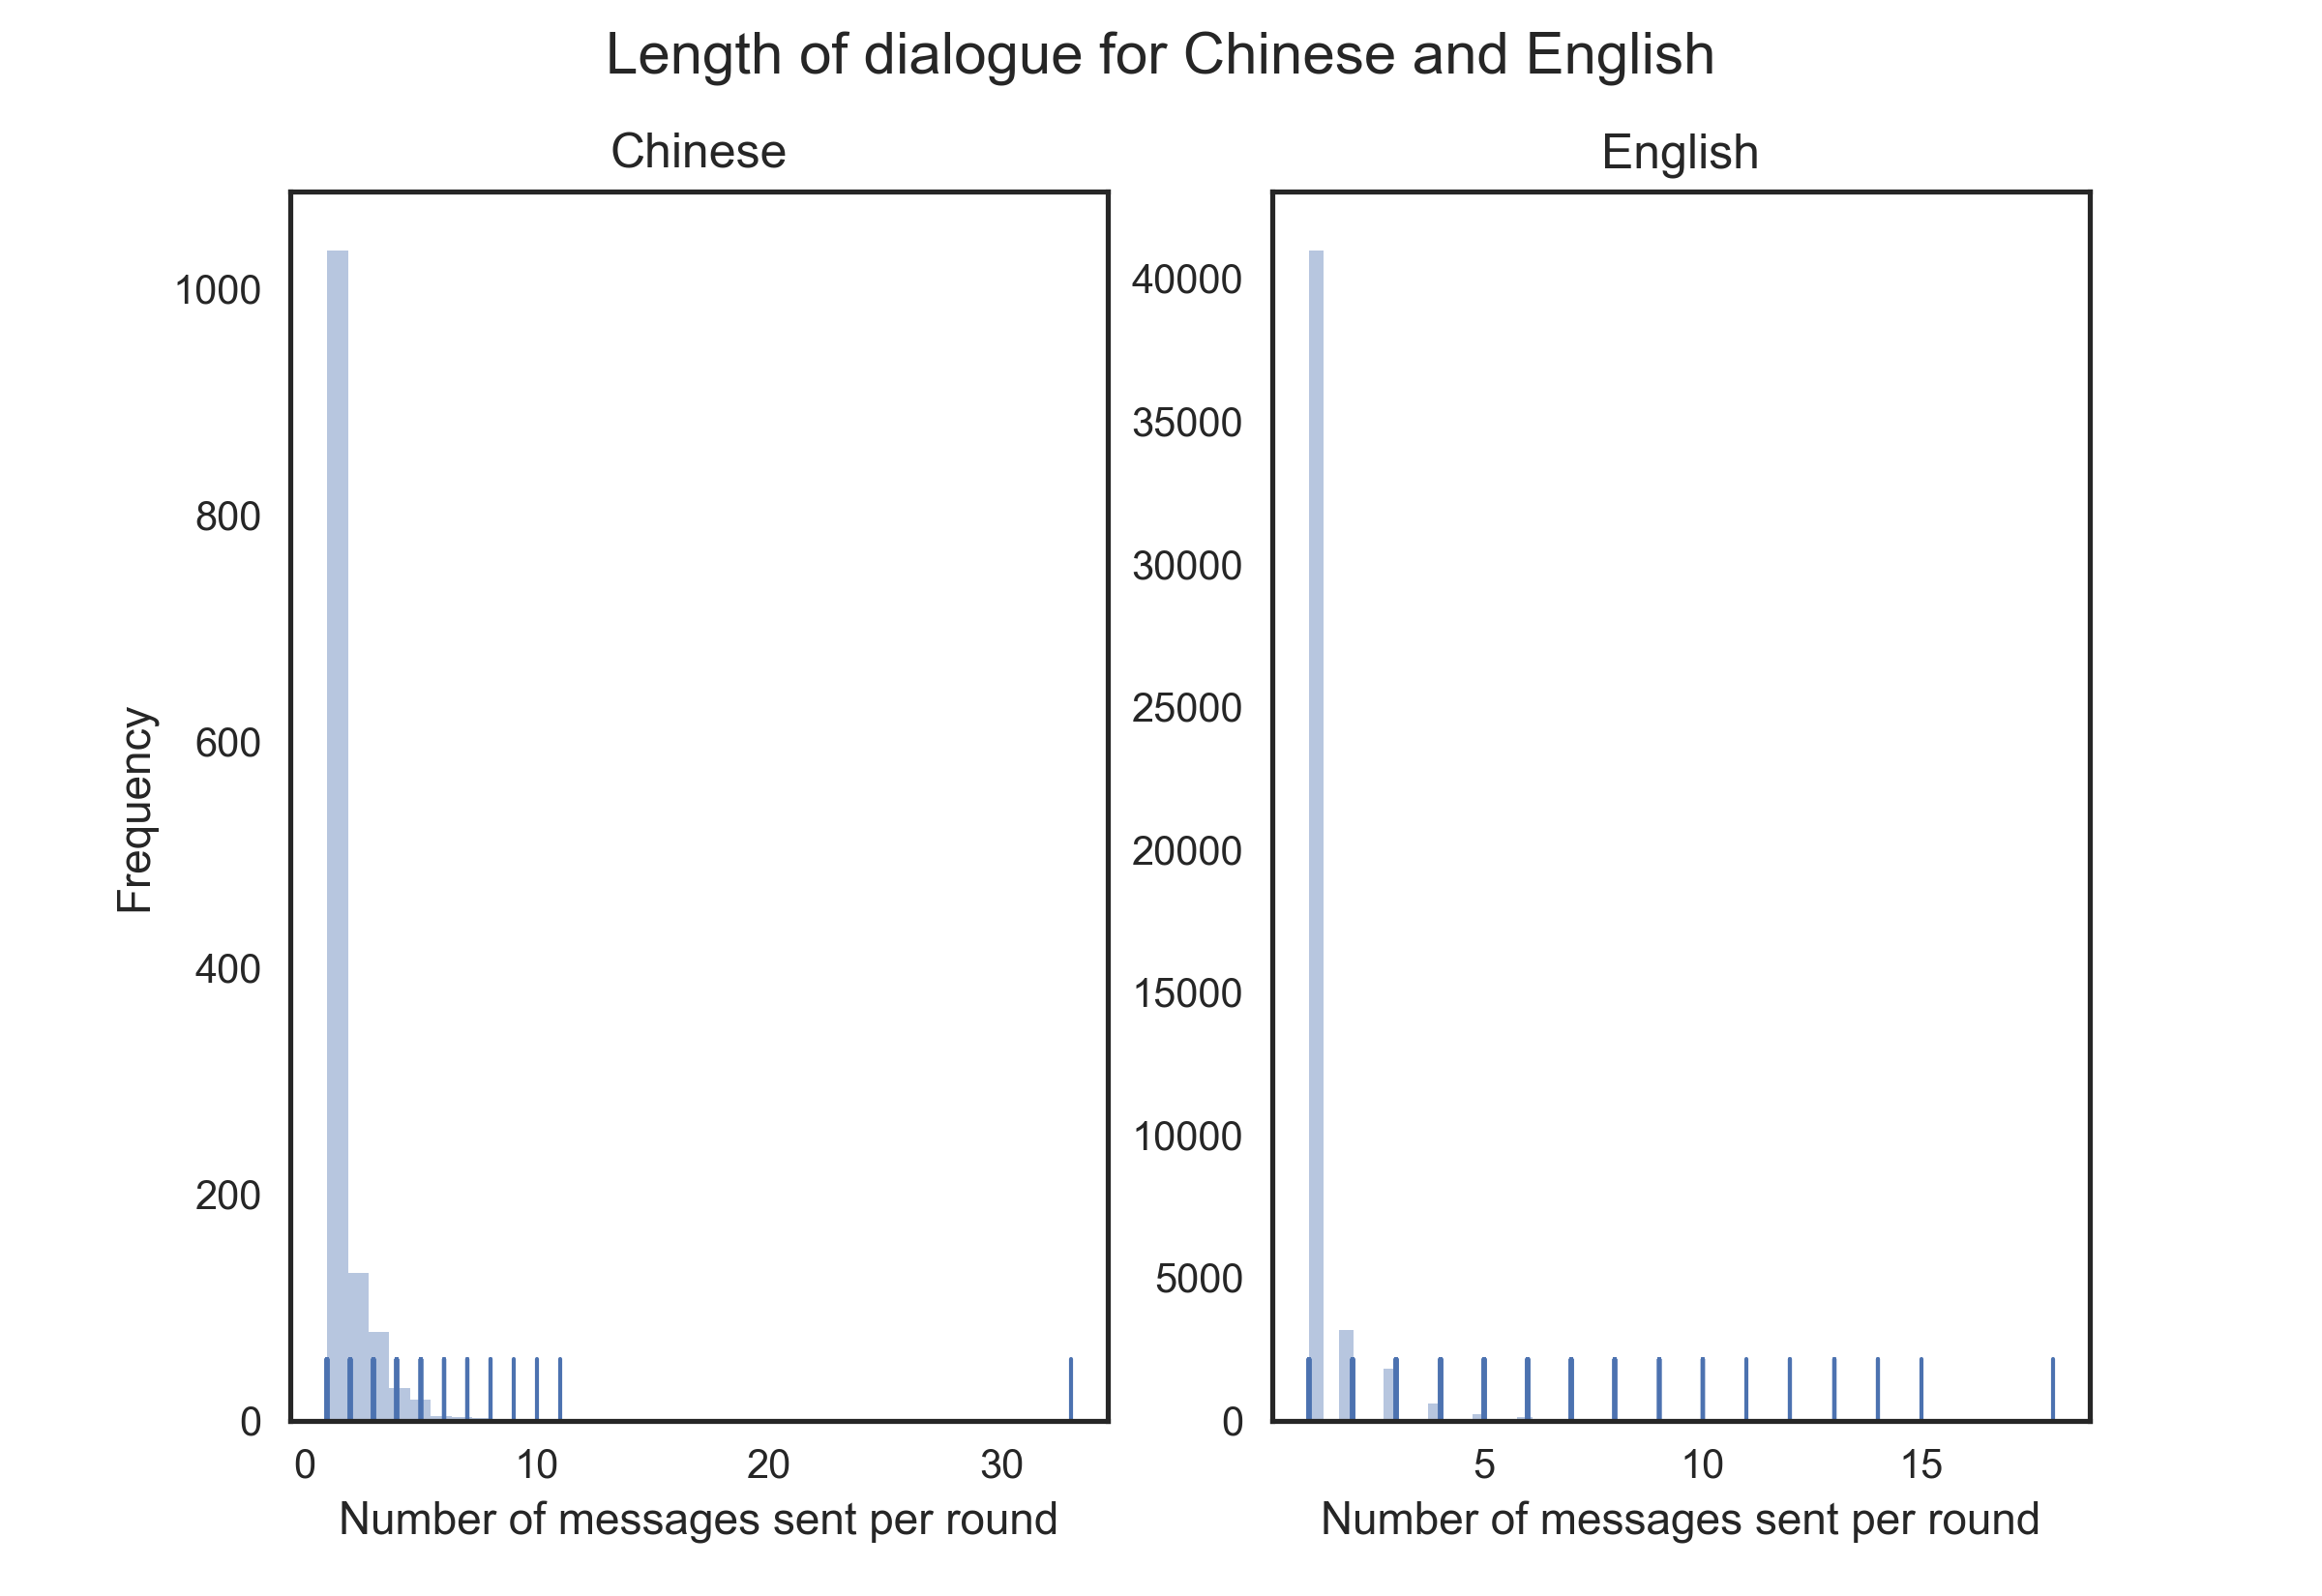 Length of dialogue for Chinese and English
Chinese
English
Frequency
1000
800
600
400
200
0
40000
35000
30000
25000
20000
15000
10000
5000
0
0 10 20 30
5 10 15
Number of messages sent per round
Number of messages sent per round